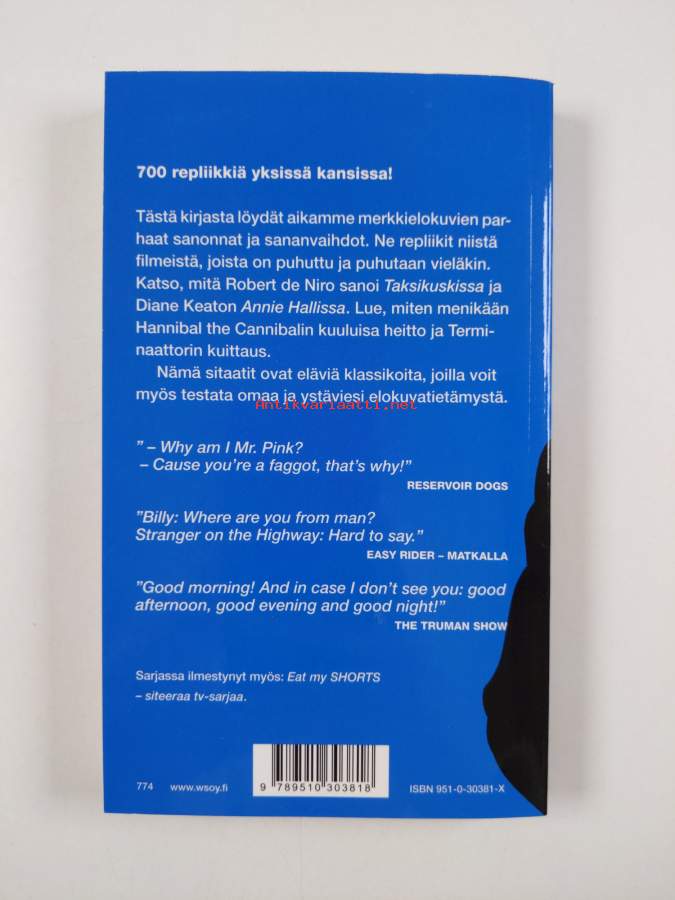 700 repliikkiä yksissä kansissa!
Tästä kirjasta löydät aikamme merkkielokuvien par-
haat sanonnat ja sananvaihdot. Ne repliikit niistä
filmeistä, joista on puhuttu ja puhutaan vieläkin.
Katso, mitä Robert de Niro sanoi Taksikuskissa ja
Diane Keaton Annie Hallissa. Lue, miten menikään
Hannibal the Cannibalin kuuluisa heitto ja Termi-
naattorin kuittaus.
Nämä sitaatit ovat eläviä klassikoita, joilla voit
myös testata omaa ja ystäviesi elokuvatietämystä.
Antikvariaatti.net
” – Why am I Mr. Pink?
– Cause you’re a faggot, that’s why!”
RESERVOIR DOGS
”Billy: Where are you from man?
Stranger on the Highway: Hard to say.”
EASY RIDER – MATKALLA
”Good morning! And in case I don’t see you: good
afternoon, good evening and good night!”
THE TRUMAN SHOW
Sarjassa ilmestynyt myös: Eat my SHORTS
– siteeraa tv-sarjaa.
774 www.wsoy.fi 9 789510 303818 ISBN 951-0-30381-X